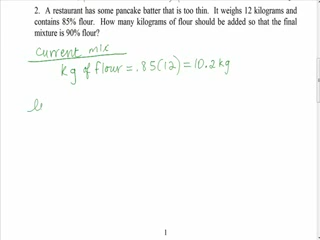 2. A restaurant has some pancake batter that is too thin. It weighs 12 kilograms and
contains 85% flour. How many kilograms of flour should be added so that the final
mixture is 90% flour?
Current mix
kg of flour = .85(12) = 10.2 kg
1